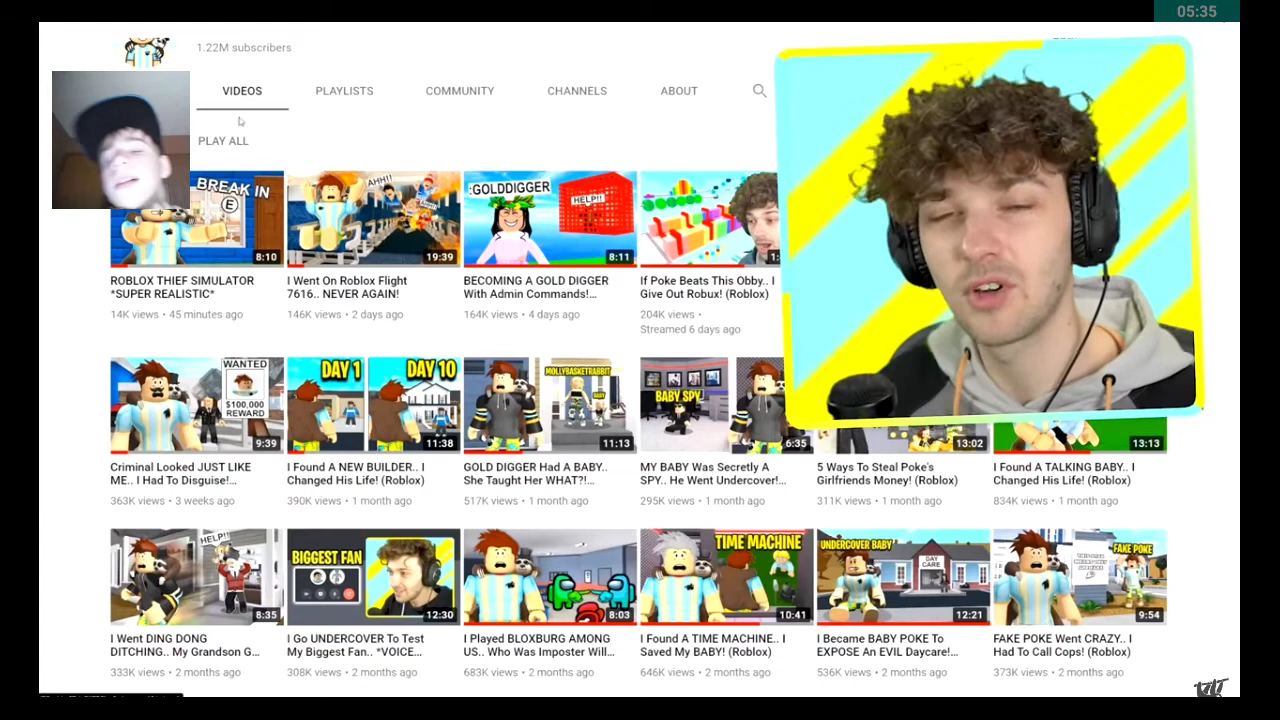 05:35
1.22M subscribers
VIDEOS PLAYLISTS COMMUNITY CHANNELS ABOUT
PLAY ALL
BREAK IN
E
8:10
AHH!!
19:39
:GOLDDIGGER
HELP!!
8:11
ROBLOX THIEF SIMULATOR
*SUPER REALISTIC*
14K views • 45 minutes ago
I Went On Roblox Flight
7616.. NEVER AGAIN!
146K views • 2 days ago
BECOMING A GOLD DIGGER
With Admin Commands!...
164K views • 4 days ago
If Poke Beats This Obby.. I
Give Out Robux! (Roblox)
204K views •
Streamed 6 days ago
WANTED
$100,000
REWARD
9:39
DAY 1
DAY 10
11:38
MOLLYBASKETRABBIT
BABY
11:13
BABY SPY
6:35
13:02
13:13
Criminal Looked JUST LIKE
ME.. I Had To Disguise!...
363K views • 3 weeks ago
I Found A NEW BUILDER.. I
Changed His Life! (Roblox)
390K views • 1 month ago
GOLD DIGGER Had A BABY..
She Taught Her WHAT?!...
517K views • 1 month ago
MY BABY Was Secretly A
SPY.. He Went Undercover!...
295K views • 1 month ago
5 Ways To Steal Poke's
Girlfriends Money! (Roblox)
311K views • 1 month ago
I Found A TALKING BABY.. I
Changed His Life! (Roblox)
834K views • 1 month ago
HELP!!
8:35
BIGGEST FAN
12:30
8:03
TIME MACHINE
10:41
UNDERCOVER BABY
DAY
CARE
12:21
FAKE POKE
9:54
I Went DING DONG
DITCHING.. My Grandson G...
333K views • 2 months ago
I Go UNDERCOVER To Test
My Biggest Fan.. *VOICE...
308K views • 2 months ago
I Played BLOXBURG AMONG
US.. Who Was Imposter Will...
683K views • 2 months ago
I Found A TIME MACHINE.. I
Saved My BABY! (Roblox)
646K views • 2 months ago
I Became BABY POKE To
EXPOSE An EVIL Daycare!...
536K views • 2 months ago
FAKE POKE Went CRAZY.. I
Had To Call Cops! (Roblox)
373K views • 2 months ago